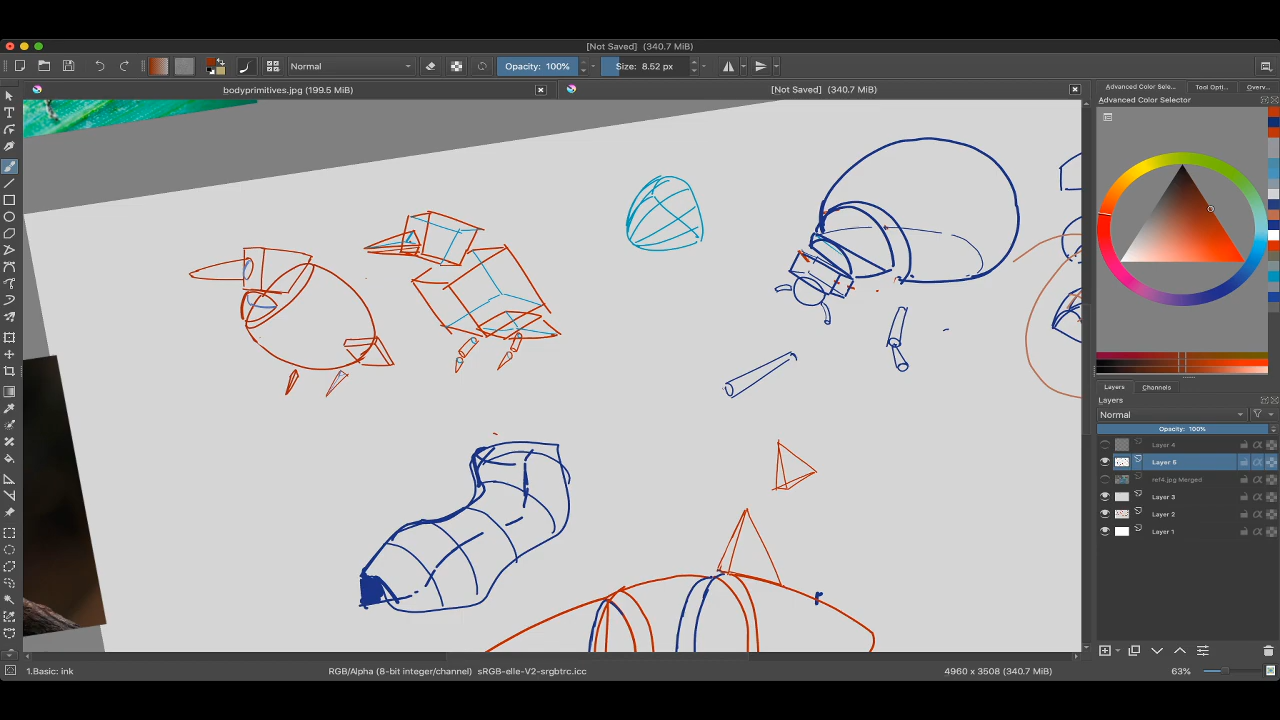 [Not Saved] (340.7 MiB)
Normal
Opacity: 100%
Size: 8.52 px
bodyprimitives.jpg (199.5 MiB)
[Not Saved] (340.7 MiB)
Advanced Color Sele...
Tool Opti...
Overv...
Advanced Color Selector
Layers
Channels
Layers
Normal
Opacity: 100%
Layer 4
Layer 5
ref4.jpg Merged
Layer 3
Layer 2
Layer 1
1.Basic: ink
RGB/Alpha (8-bit integer/channel) sRGB-elle-V2-srgbtrc.icc
4960 x 3508 (340.7 MiB)
63%